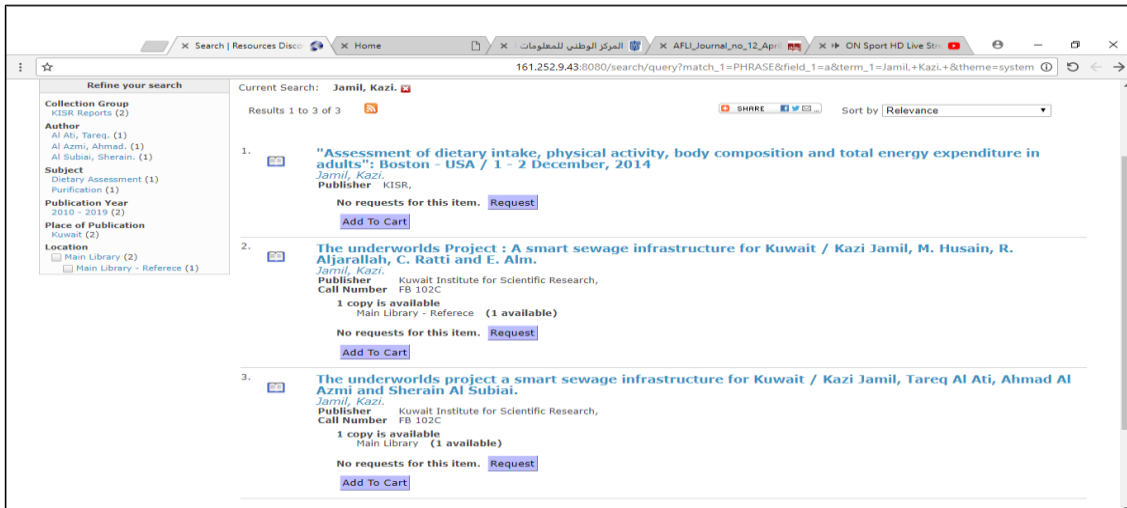 Search | Resources Disco
Home
المركز الوطني للمعلومات
AFLI_Journal_no_12_April
ON Sport HD Live Stre
161.252.9.43:8080/search/query?match_1=PHRASE&field_1=a&term_1=Jamil,+Kazi.+&theme=system
Refine your search
Collection Group
KISR Reports (2)
Author
Al Ati, Tareq. (1)
Al Azmi, Ahmad. (1)
Al Subiai, Sherain. (1)
Subject
Dietary Assessment (1)
Purification (1)
Publication Year
2010 - 2019 (2)
Place of Publication
Kuwait (2)
Location
Main Library (2)
Main Library - Referece (1)
Current Search: Jamil, Kazi.
Results 1 to 3 of 3
SHARE
Sort by Relevance
1.
"Assessment of dietary intake, physical activity, body composition and total energy expenditure in
adults": Boston - USA / 1 - 2 December, 2014
Jamil, Kazi.
Publisher KISR,
No requests for this item. Request
Add To Cart
2.
The underworlds Project : A smart sewage infrastructure for Kuwait / Kazi Jamil, M. Husain, R.
Aljarallah, C. Ratti and E. Alm.
Jamil, Kazi.
Publisher Kuwait Institute for Scientific Research,
Call Number FB 102C
1 copy is available
Main Library - Referece (1 available)
No requests for this item. Request
Add To Cart
3.
The underworlds project a smart sewage infrastructure for Kuwait / Kazi Jamil, Tareq Al Ati, Ahmad Al
Azmi and Sherain Al Subiai.
Jamil, Kazi.
Publisher Kuwait Institute for Scientific Research,
Call Number FB 102C
1 copy is available
Main Library (1 available)
No requests for this item. Request
Add To Cart